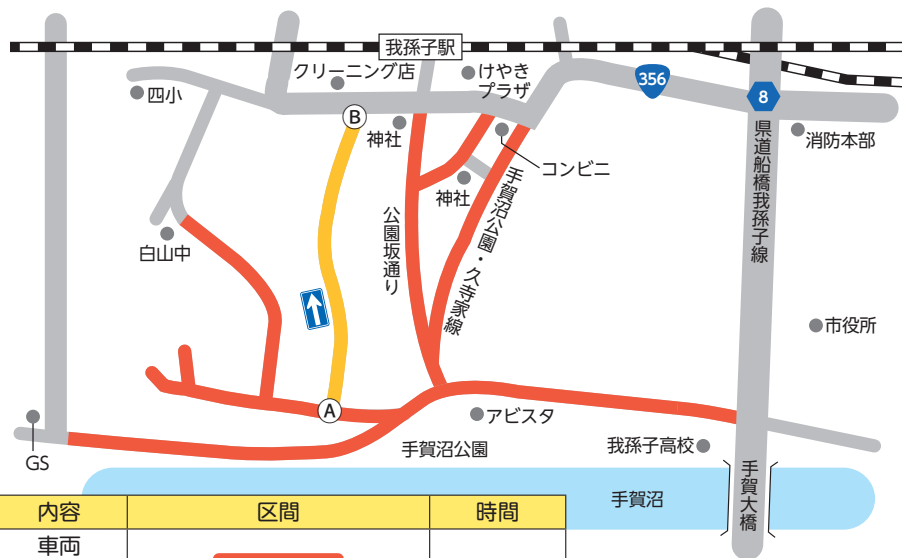 我孫子駅
クリーニング店
けやき
プラザ
四小
356
8
B
神社
コンビニ
消防本部
県道船橋我孫子線
神社
手賀沼公園・久寺家線
公園坂通り
白山中
市役所
A
アビスタ
手賀沼公園
我孫子高校
GS
手賀沼
手賀大橋
内容 区間 時間
車両